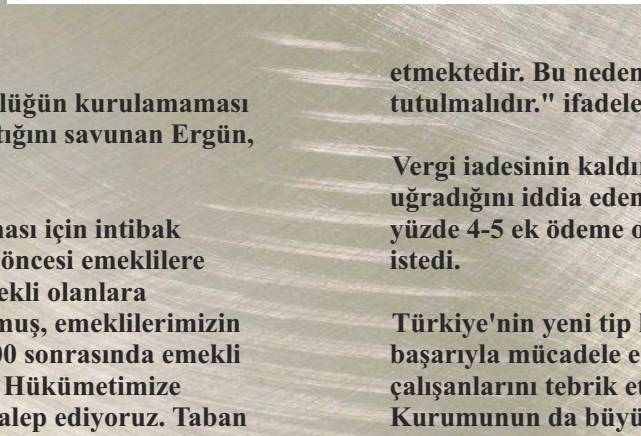 lüğün kurulamaması
tığını savunan Ergün,
ması için intibak
öncesi emeklilere
ekli olanlara
muş, emeklilerimizin
00 sonrasında emekli
Hükümetimize
alep ediyoruz. Taban
etmektedir. Bu neden
tutulmalıdır." ifadele
Vergi iadesinin kaldır
uğradığını iddia eden
yüzde 4-5 ek ödeme o
istedi.
Türkiye'nin yeni tip
başarıyla mücadele e
çalışanlarını tebrik et
Kurumunun da büyü